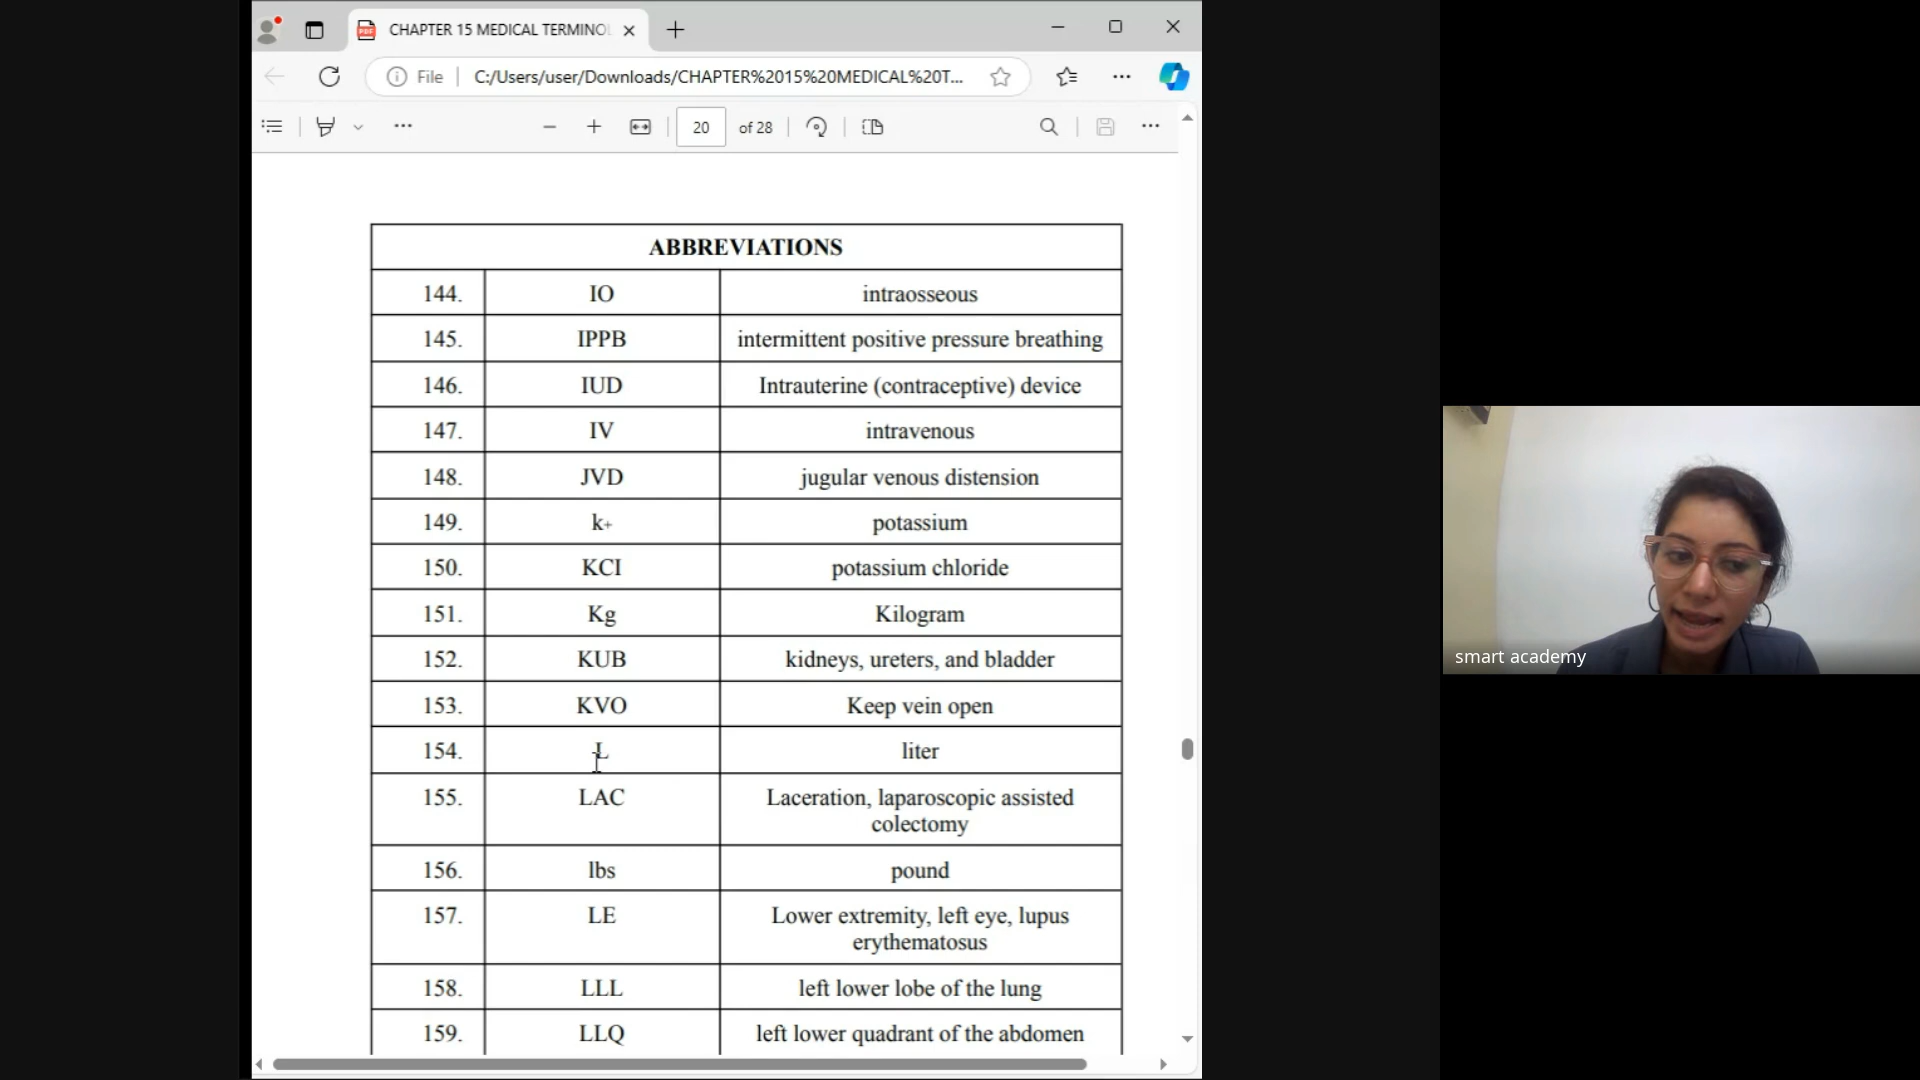 CHAPTER 15 MEDICAL TERMINOL
File C:/Users/user/Downloads/CHAPTER%2015%20MEDICAL%20T...
20 of 28
ABBREVIATIONS
144. IO intraosseous
145. IPPB intermittent positive pressure breathing
146. IUD Intrauterine (contraceptive) device
147. IV intravenous
148. JVD jugular venous distension
149. k+ potassium
150. KCI potassium chloride
151. Kg Kilogram
152. KUB kidneys, ureters, and bladder
153. KVO Keep vein open
154. L liter
155. LAC Laceration, laparoscopic assisted
colectomy
156. lbs pound
157. LE Lower extremity, left eye, lupus
erythematosus
158. LLL left lower lobe of the lung
159. LLQ left lower quadrant of the abdomen
smart academy